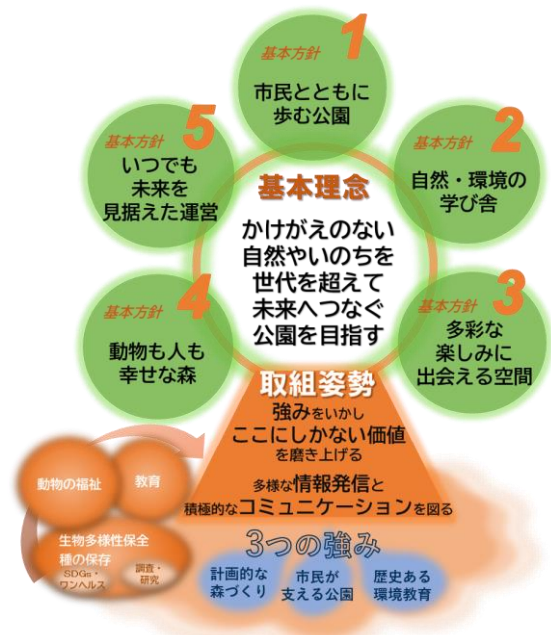 基本方針 1
市民とともに
歩む公園
基本方針 2
自然・環境の
学び舎
基本方針 3
多彩な
楽しみに
出会える空間
基本方針 4
動物も人も
幸せな森
基本方針 5
いつでも
未来を
見据えた運営
基本理念
かけがえのない
自然やいのちを
世代を超えて
未来へつなぐ
公園を目指す
取組姿勢
強みをいかし
ここにしかない価値
を磨き上げる
多様な情報発信と
積極的なコミュニケーションを図る
動物の福祉
教育
生物多様性保全
種の保存
SDGs・
ワンヘルス
調査・
研究
3つの強み
計画的な
森づくり
市民が
支える公園
歴史ある
環境教育